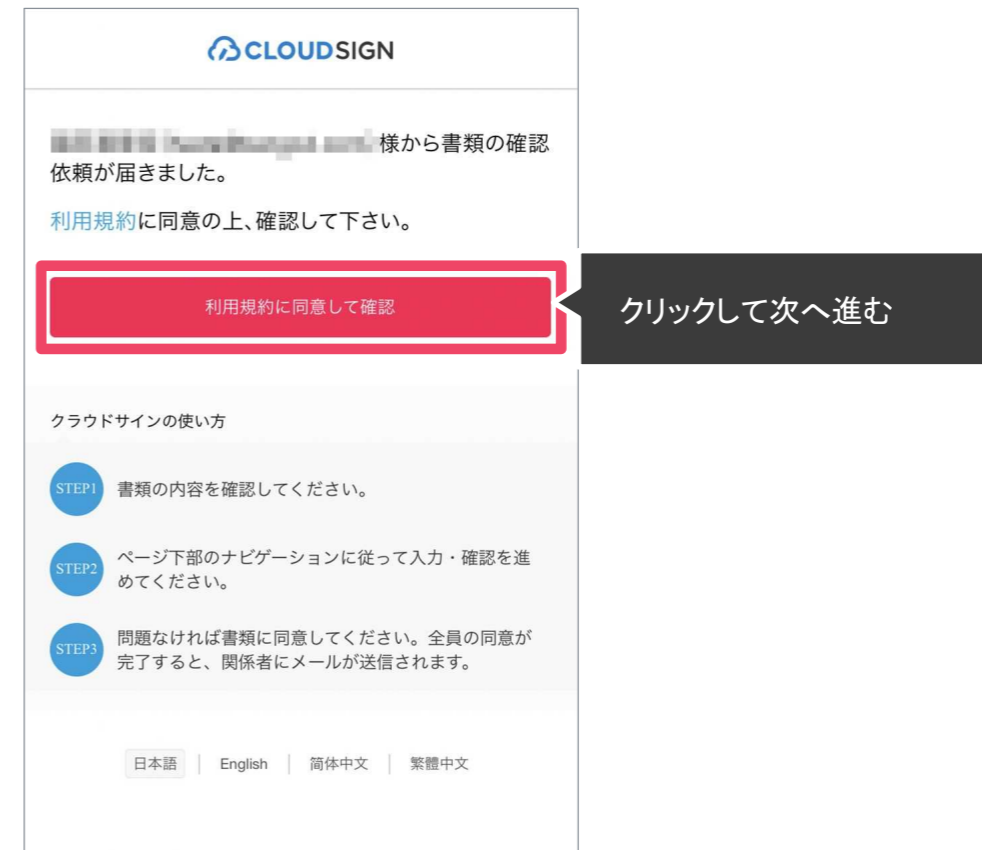 CLOUDSIGN
様から書類の確認
依頼が届きました。
利用規約に同意の上、確認して下さい。
利用規約に同意して確認
クリックして次へ進む
クラウドサインの使い方
STEP1 書類の内容を確認してください。
STEP2 ページ下部のナビゲーションに従って入力・確認を進
めてください。
STEP3 問題なければ書類に同意してください。全員の同意が
完了すると、関係者にメールが送信されます。
日本語 | English | 简体中文 | 繁體中文